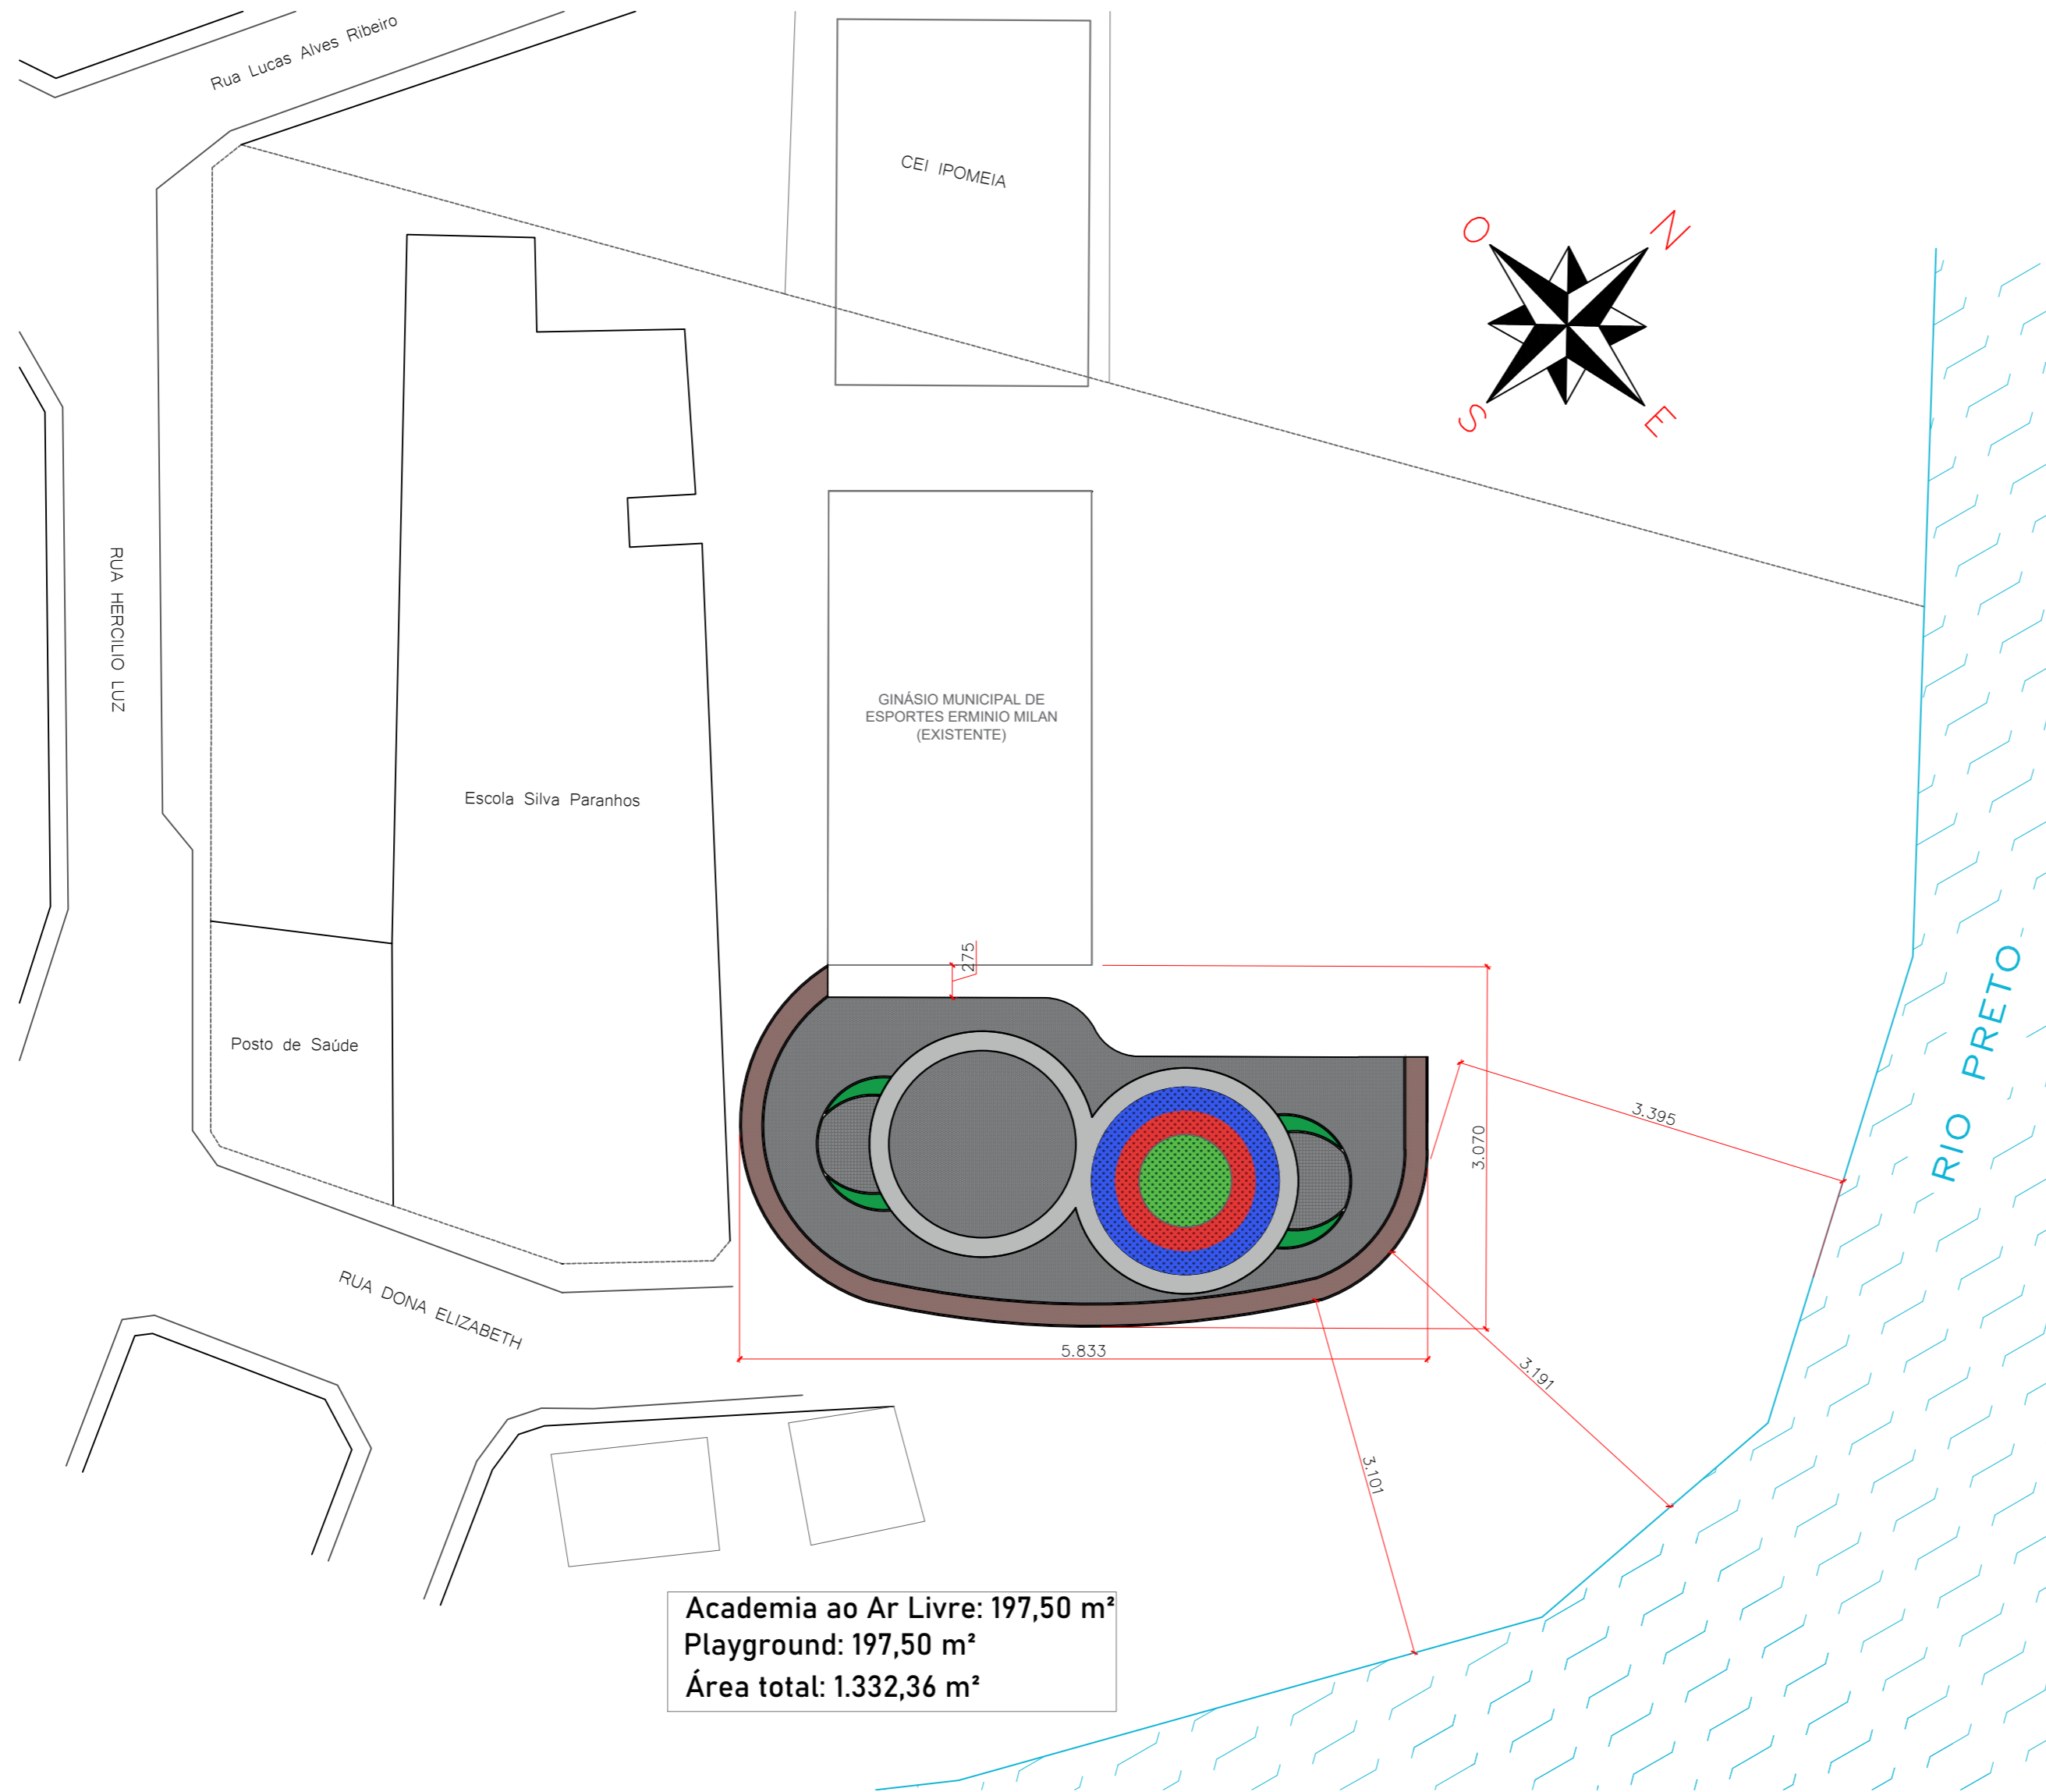 Rua Lucas Alves Ribeiro
CEI IPOMEIA
O
N
S
E
RUA HERCILIO LUZ
GINÁSIO MUNICIPAL DE
ESPORTES ERMINIO MILAN
(EXISTENTE)
Escola Silva Paranhos
275
RIO PRETO
Posto de Saúde
3.395
3.070
RUA DONA ELIZABETH
5.833
3.191
3.101
Academia ao Ar Livre: 197,50 m²
Playground: 197,50 m²
Área total: 1.332,36 m²